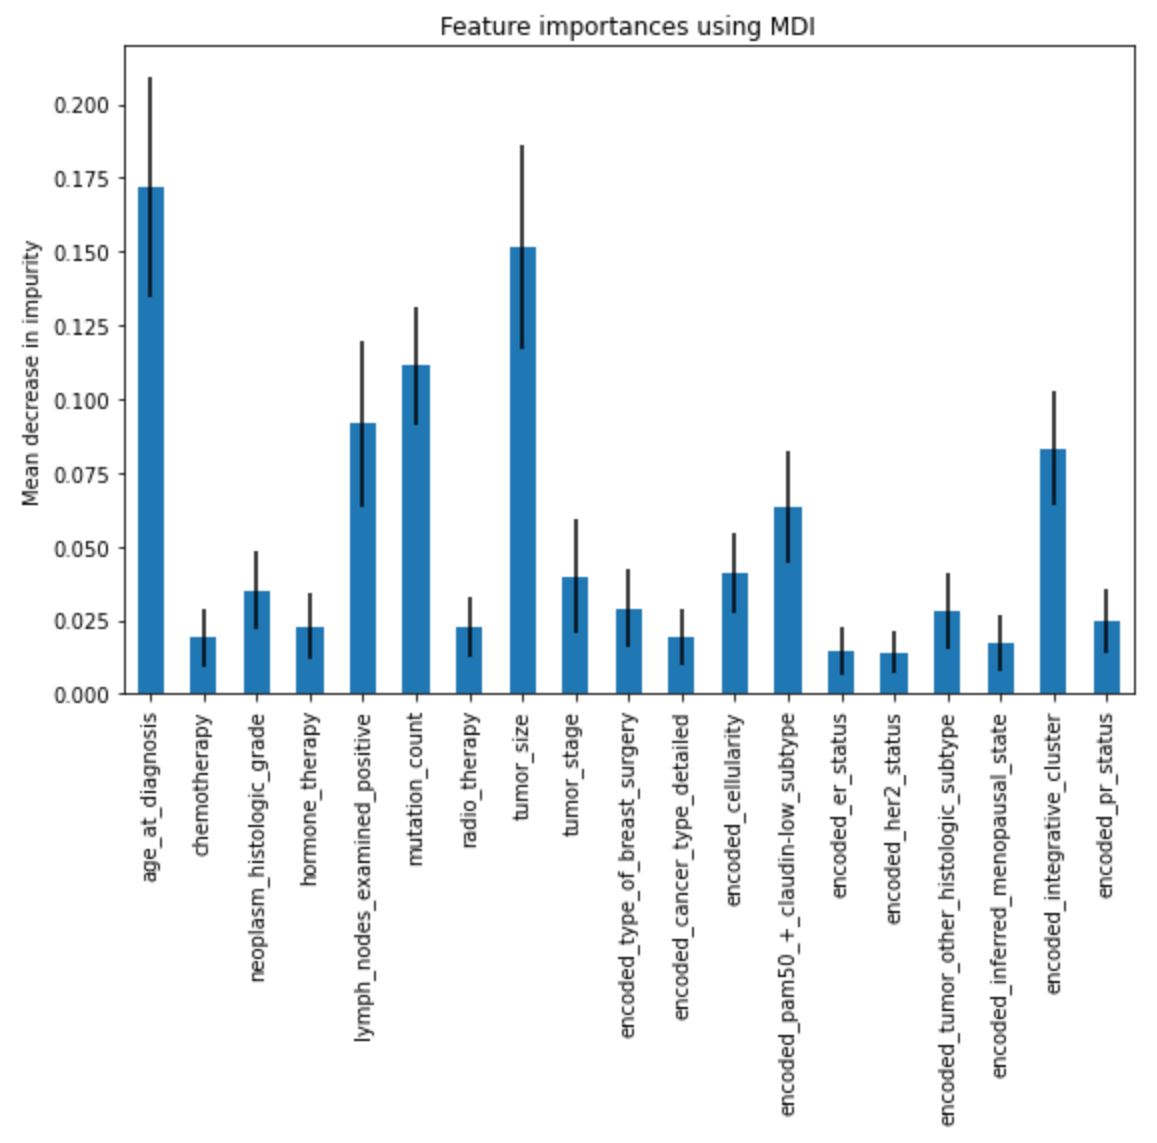 Feature importances using MDI
Mean decrease in impurity
0.200
0.175
0.150
0.125
0.100
0.075
0.050
0.025
0.000
age_at_diagnosis
chemotherapy
neoplasm_histologic_grade
hormone_therapy
lymph_nodes_examined_positive
mutation_count
radio_therapy
tumor_size
tumor_stage
encoded_type_of_breast_surgery
encoded_cancer_type_detailed
encoded_cellularity
encoded_pam50_+_claudin-low_subtype
encoded_er_status
encoded_her2_status
encoded_tumor_other_histologic_subtype
encoded_inferred_menopausal_state
encoded_integrative_cluster
encoded_pr_status